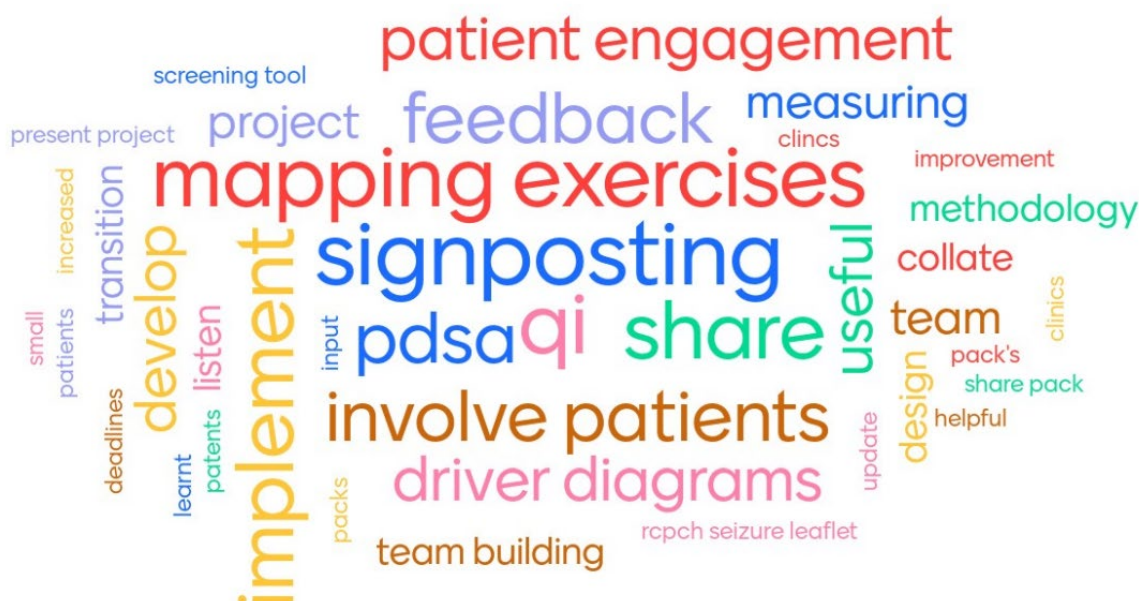 patient engagement
screening tool
measuring
project
feedback
present project
clincs
mapping exercises
improvement
increased
transition
methodology
develop
implement
signposting
useful
collate
small
patients
listen
input
pdsa
qi
share
team
clinics
pack's
design
share pack
deadlines
involve patients
helpful
learnt
patents
update
driver diagrams
packs
rcpch seizure leaflet
team building